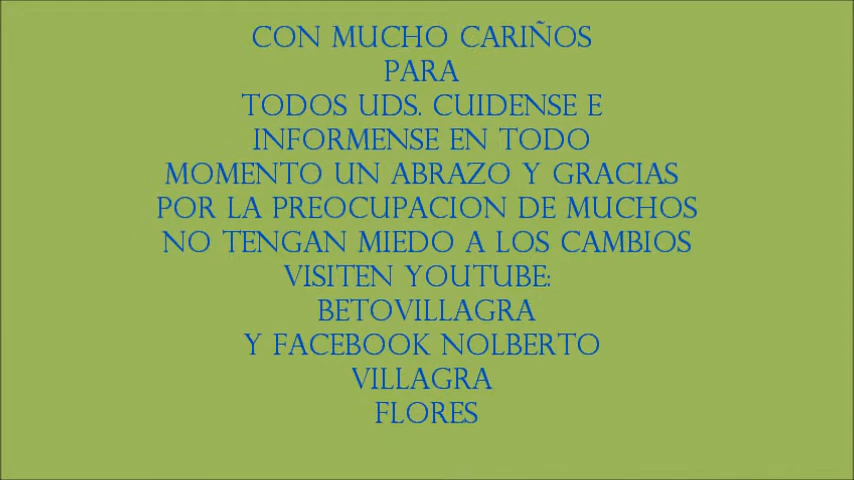 CON MUCHO CARIÑOS
PARA
TODOS UDS. CUIDENSE E
INFORMENSE EN TODO
MOMENTO UN ABRAZO Y GRACIAS
POR LA PREOCUPACION DE MUCHOS
NO TENGAN MIEDO A LOS CAMBIOS
VISITEN YOUTUBE:
BETOVILLAGRA
Y FACEBOOK NOLBERTO
VILLAGRA
FLORES